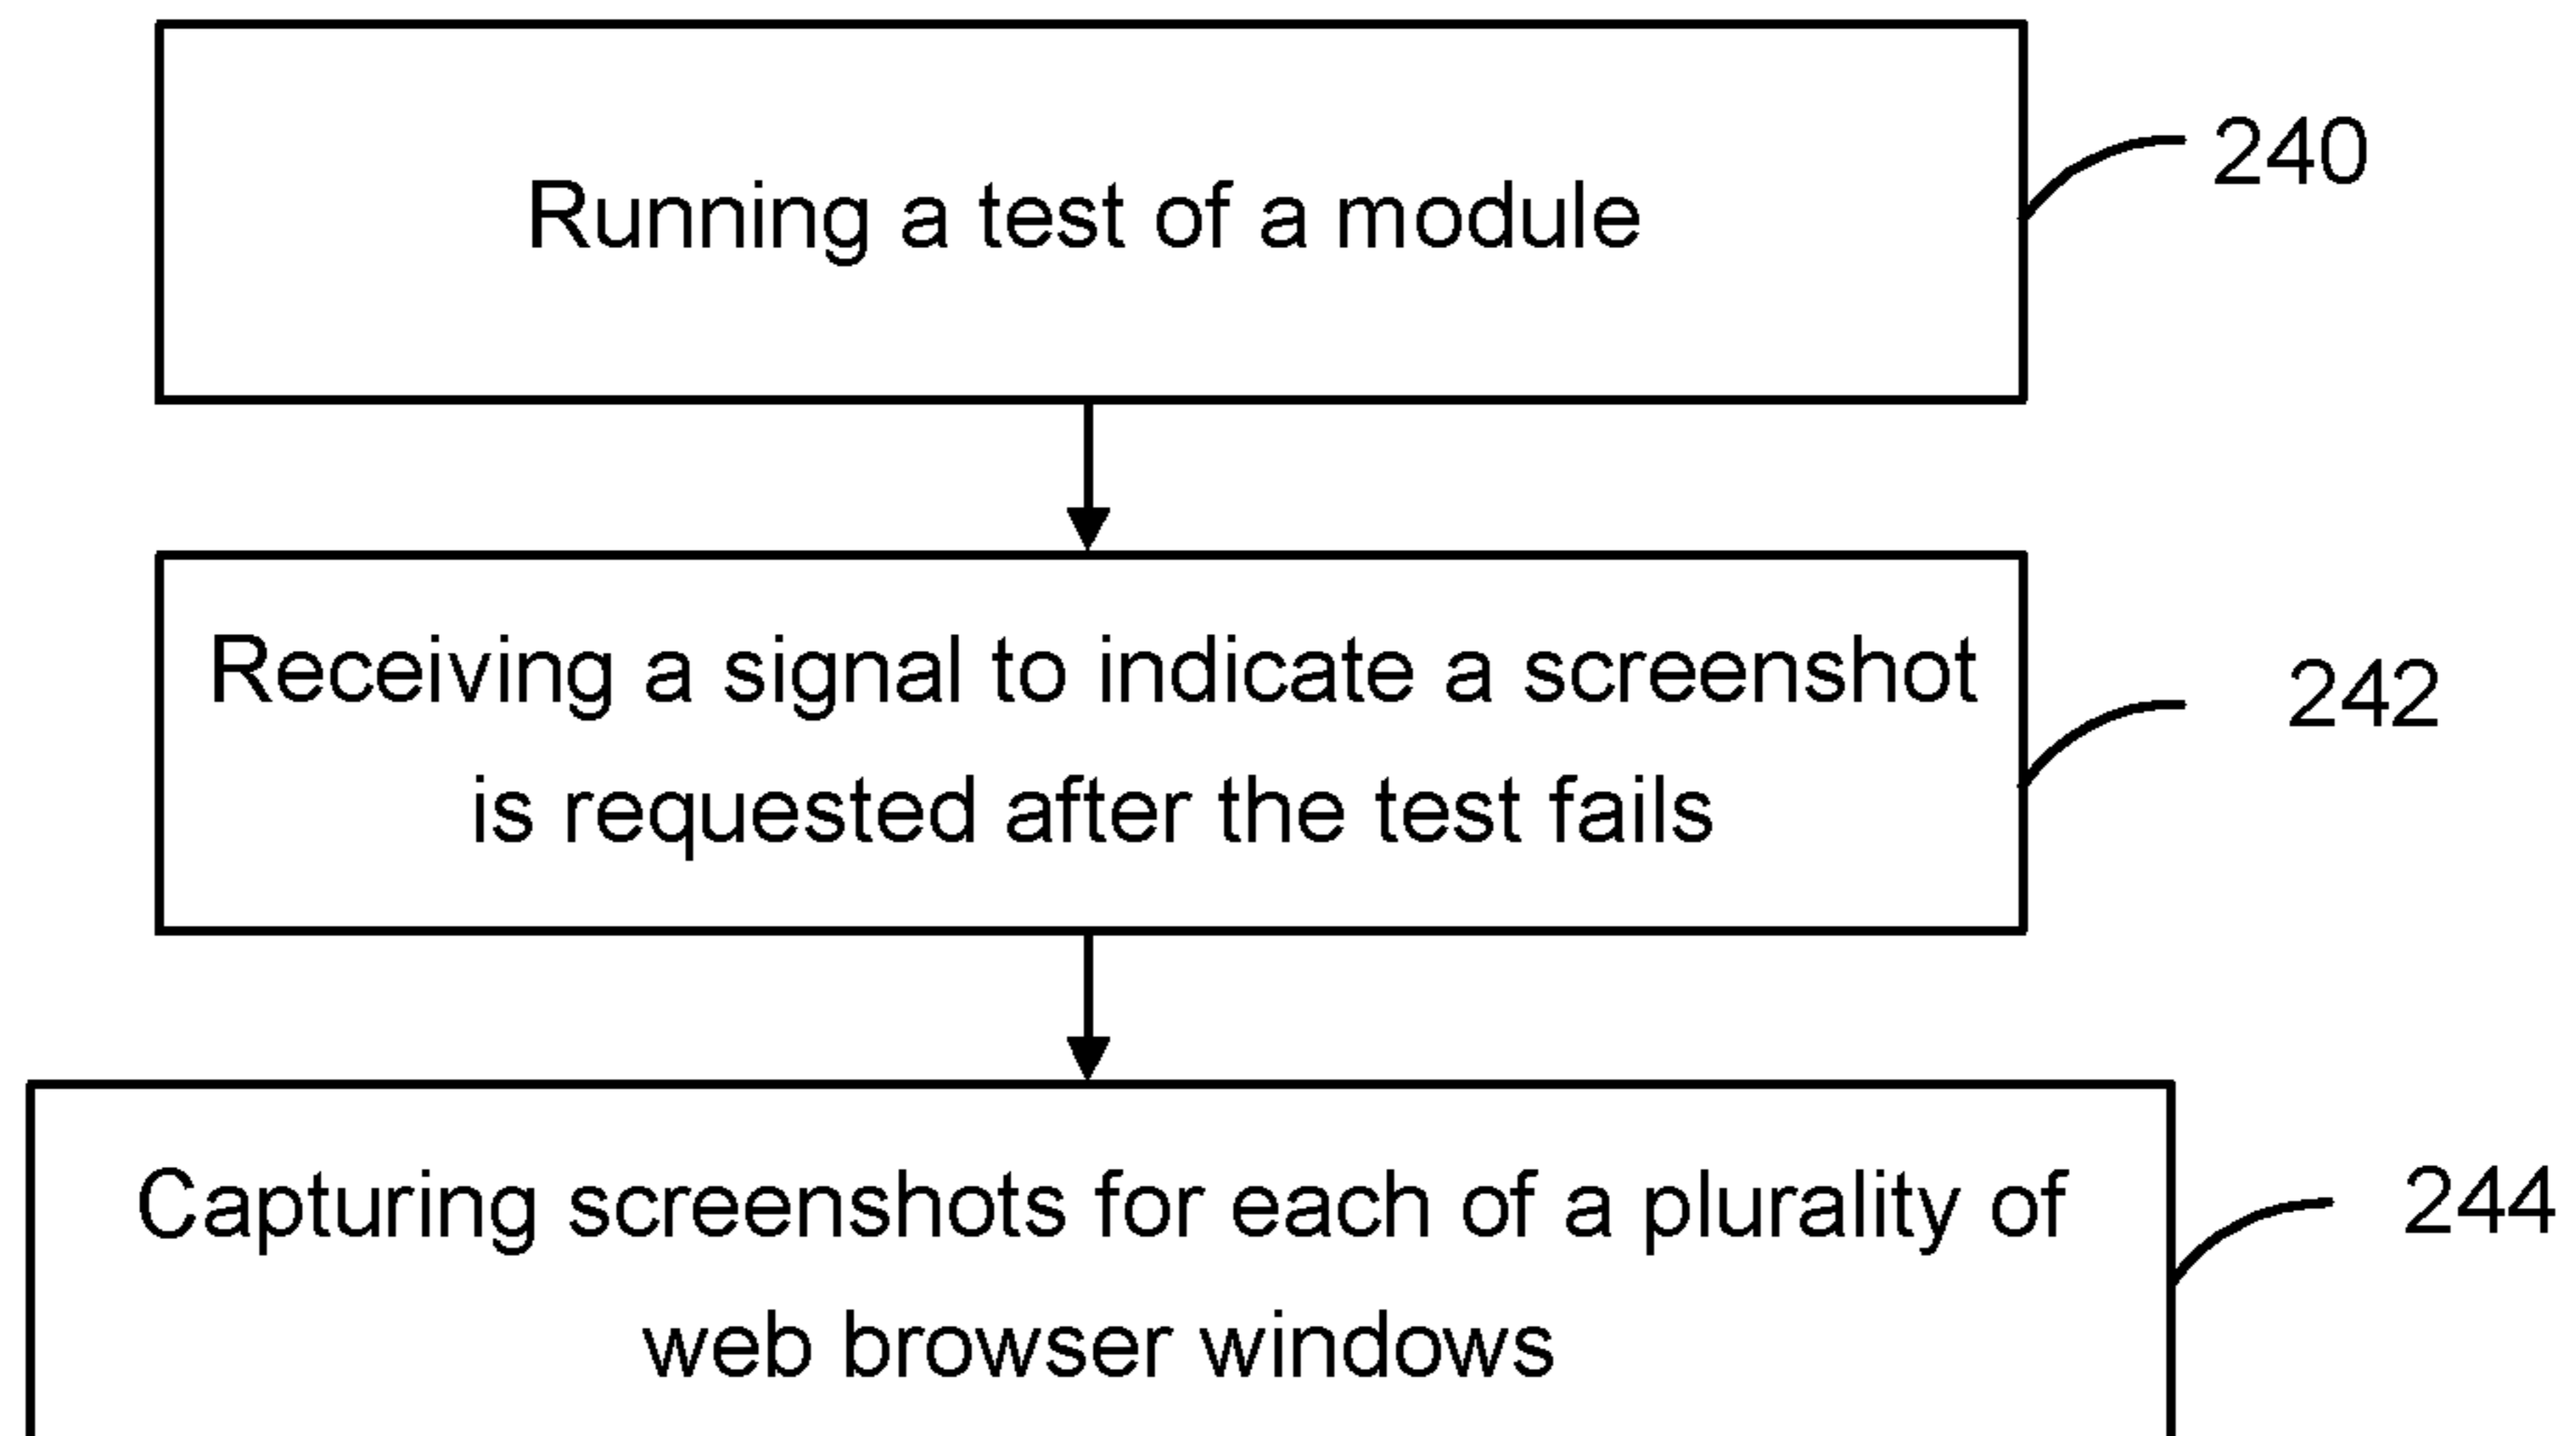 Running a test of a module
240
Receiving a signal to indicate a screenshot
is requested after the test fails
242
Capturing screenshots for each of a plurality of
web browser windows
244